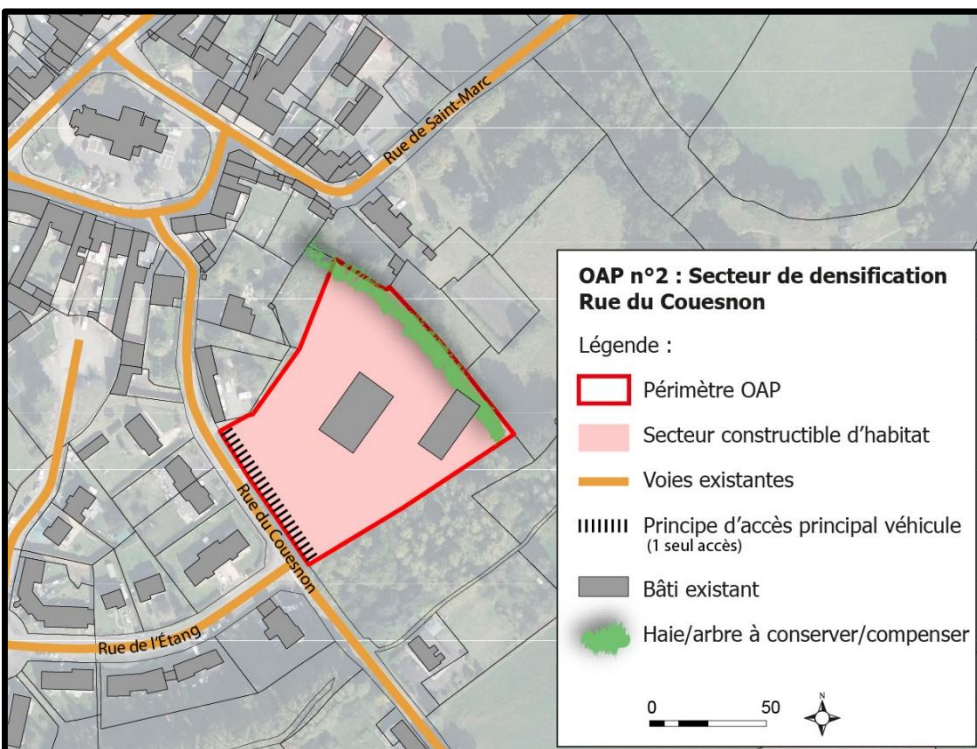 Rue de Saint-Marc
Rue du Couesnon
Rue de l'Étang
OAP n°2 : Secteur de densification
Rue du Couesnon
Légende :
Périmètre OAP
Secteur constructible d'habitat
Voies existantes
Principe d'accès principal véhicule
(1 seul accès)
Bâti existant
Haie/arbre à conserver/compenser
0 50
N